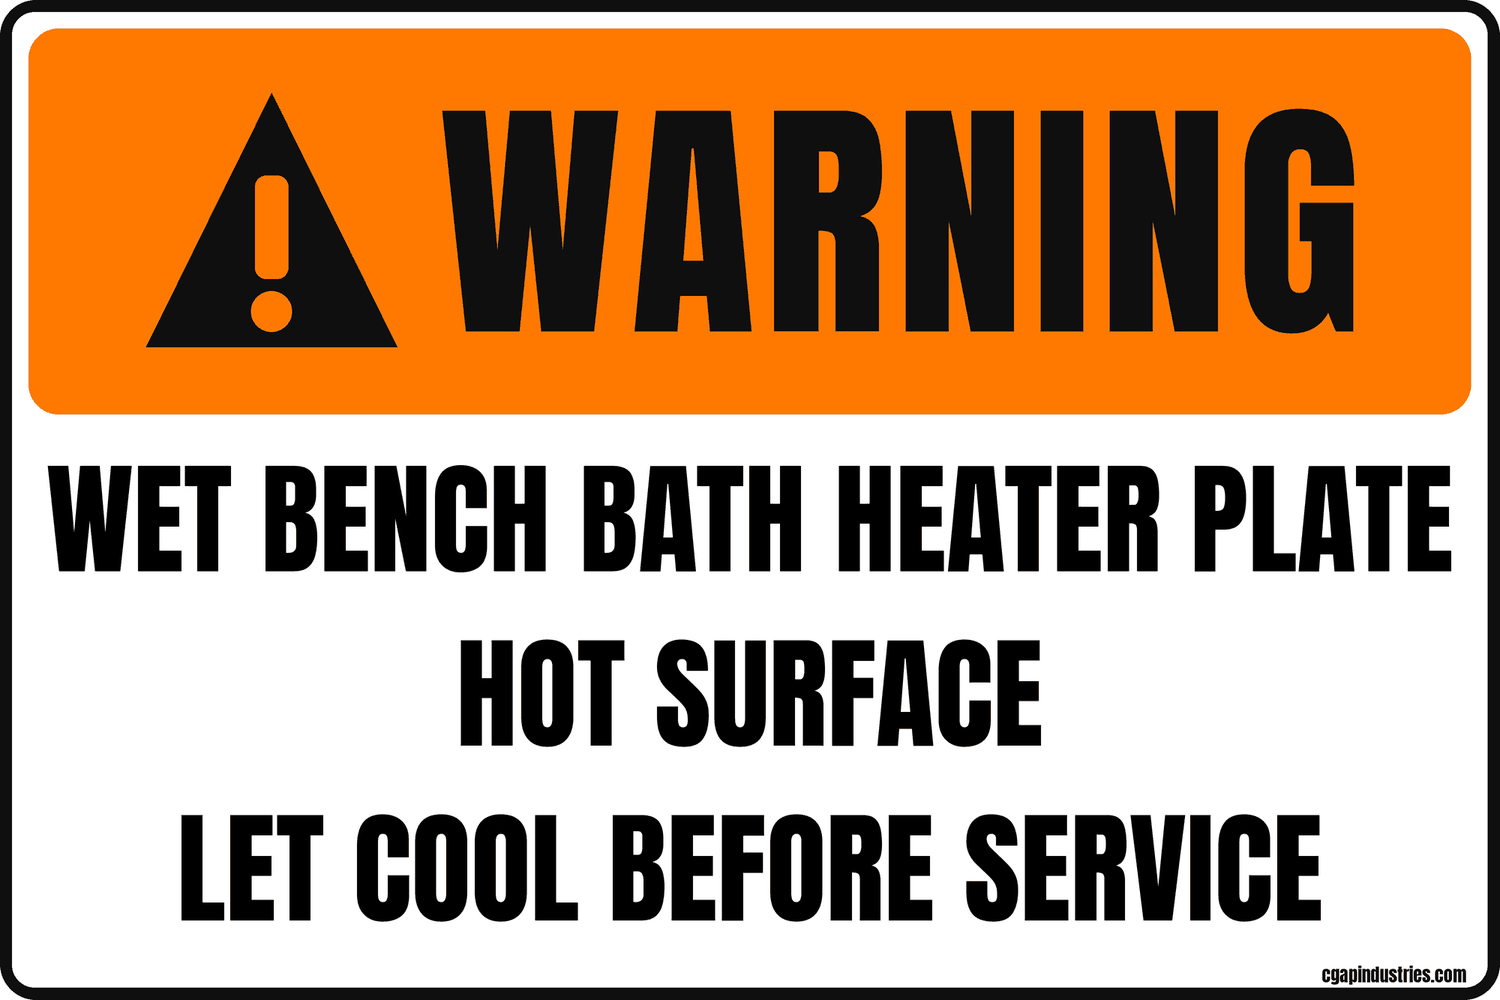 WARNING
WET BENCH BATH HEATER PLATE
HOT SURFACE
LET COOL BEFORE SERVICE
cgapindustries.com